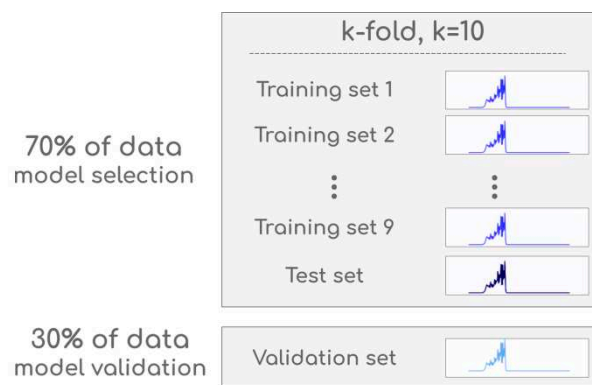 k-fold, k=10
Training set 1
Training set 2
70% of data
model selection
Training set 9
Test set
30% of data
model validation
Validation set